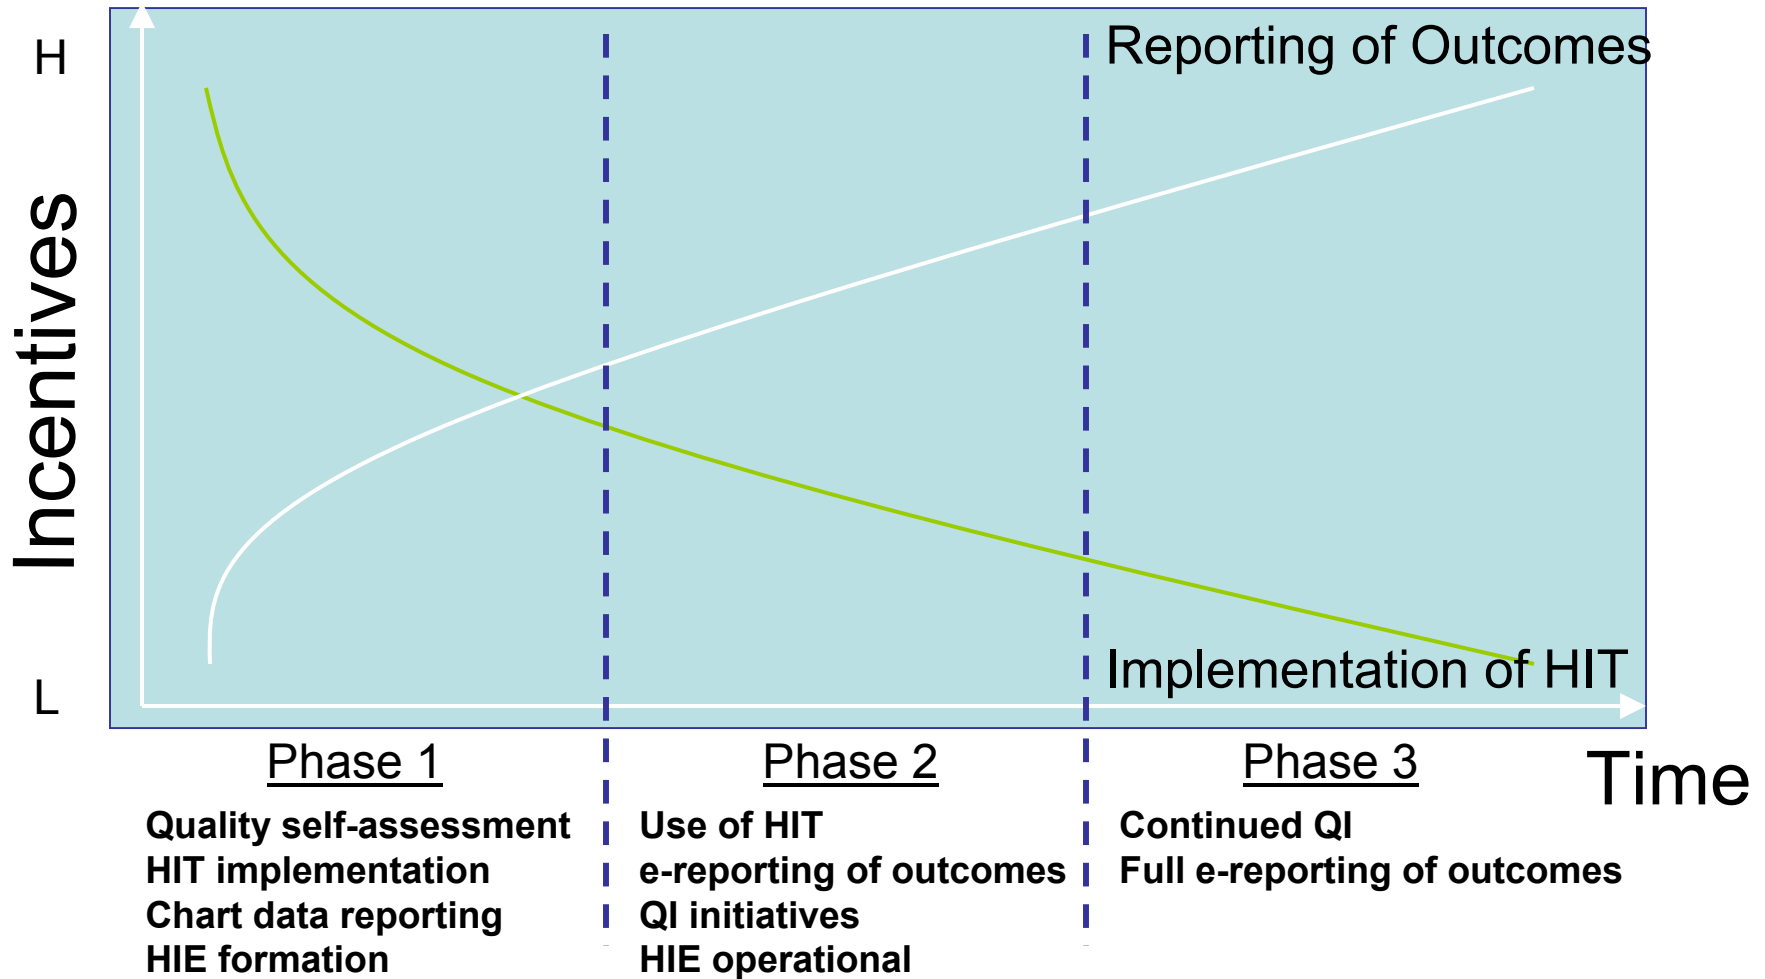 H
Reporting of Outcomes
Incentives
Implementation of HIT
L
Time
Phase 1
Quality self-assessment
HIT implementation
Chart data reporting
HIE formation
Phase 2
Use of HIT
e-reporting of outcomes
QI initiatives
HIE operational
Phase 3
Continued QI
Full e-reporting of outcomes